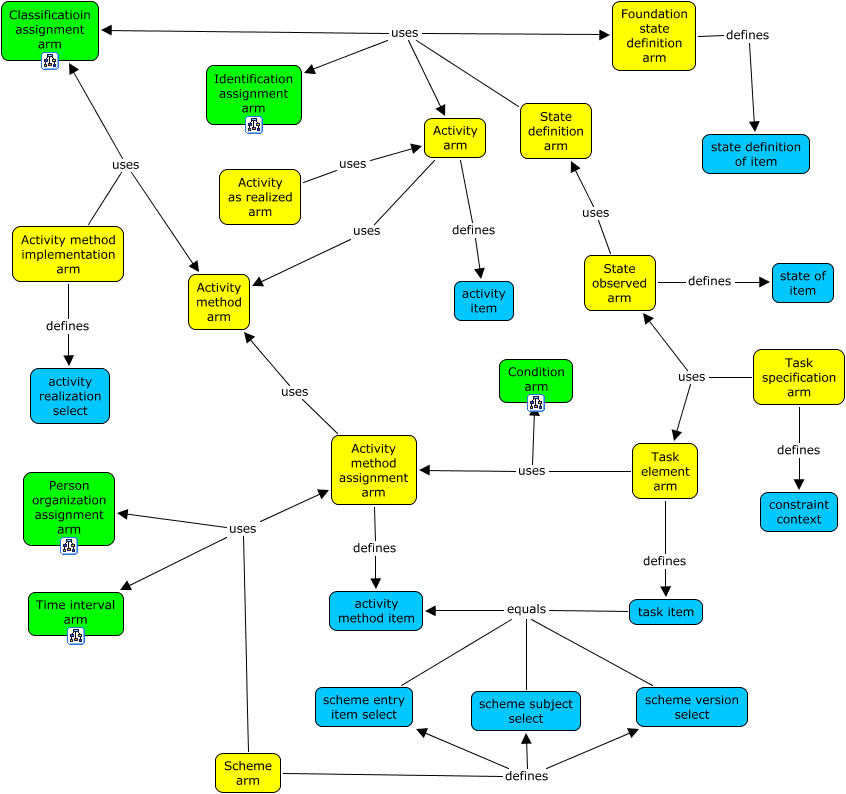 Classificatioin
assignment
arm
uses
Foundation
state
definition
arm
defines
Identification
assignment
arm
Activity
arm
State
definition
arm
state definition
of item
uses
uses
Activity
as realized
arm
uses
defines
uses
Activity method
implementation
arm
Activity
method
arm
activity
item
State
observed
arm
defines
state of
item
defines
activity
realization
select
uses
Condition
arm
uses
Task
specification
arm
Activity
method
assignment
arm
uses
Task
element
arm
defines
constraint
context
Person
organization
assignment
arm
uses
defines
defines
Time interval
arm
activity
method item
equals
task item
scheme entry
item select
scheme subject
select
scheme version
select
Scheme
arm
defines